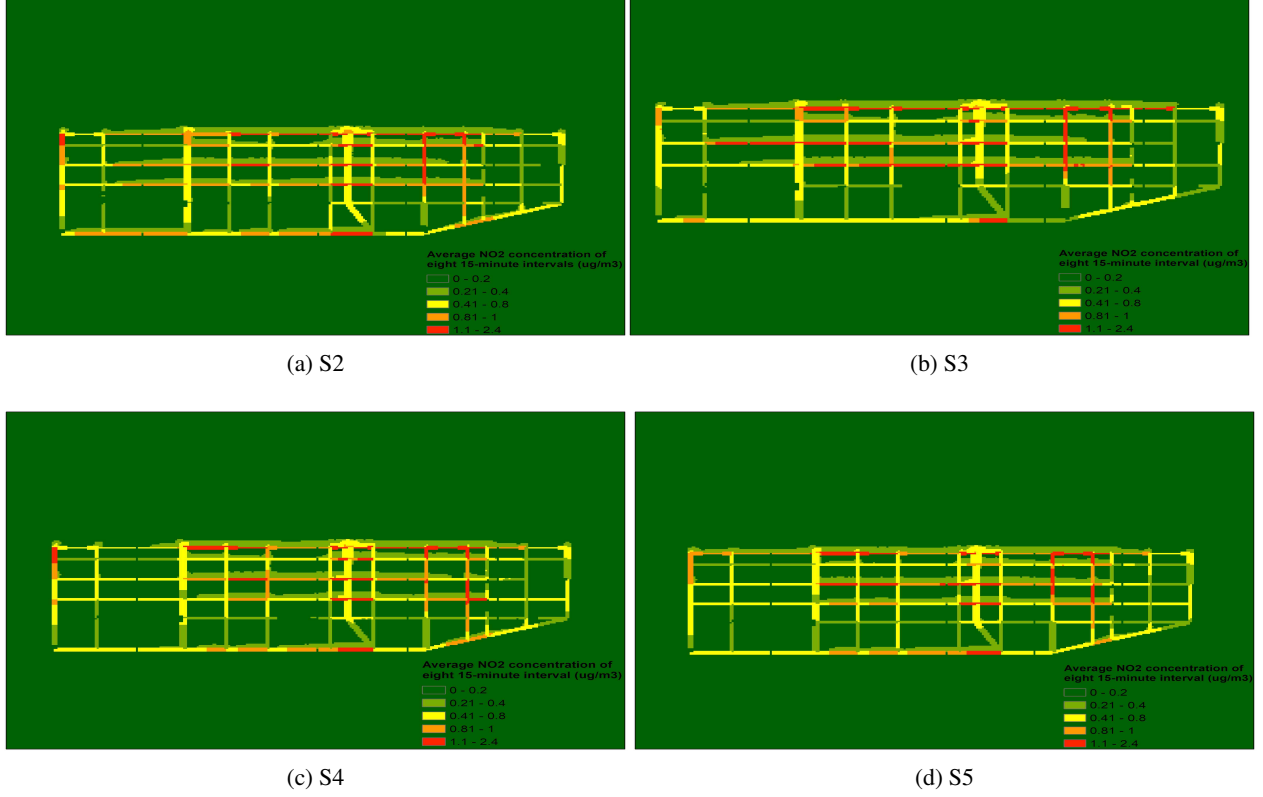 Average NO2 concentration of
eight 15-minute intervals (ug/m3)
0 - 0.2
0.21 - 0.4
0.41 - 0.8
0.81 - 1
1.1 - 2.4
(a) S2
Average NO2 concentration of
eight 15-minute interval (ug/m3)
0 - 0.2
0.21 - 0.4
0.41 - 0.8
0.81 - 1
1.1 - 2.4
(b) S3
Average NO2 concentration of
eight 15-minute interval (ug/m3)
0 - 0.2
0.21 - 0.4
0.41 - 0.8
0.81 - 1
1.1 - 2.4
(c) S4
Average NO2 concentration of
eight 15-minute interval (ug/m3)
0 - 0.2
0.21 - 0.4
0.41 - 0.8
0.81 - 1
1.1 - 2.4
(d) S5